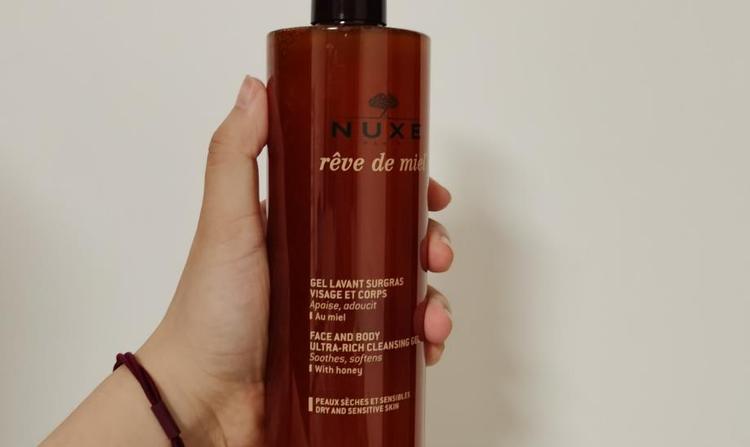 NUXE
PARIS
rêve de miel
GEL LAVANT SURGRAS
VISAGE ET CORPS
Apaise, adoucit
Au miel
FACE AND BODY
ULTRA-RICH CLEANSING GEL
Soothes, softens
With honey
PEAUX SÈCHES ET SENSIBLES
DRY AND SENSITIVE SKIN